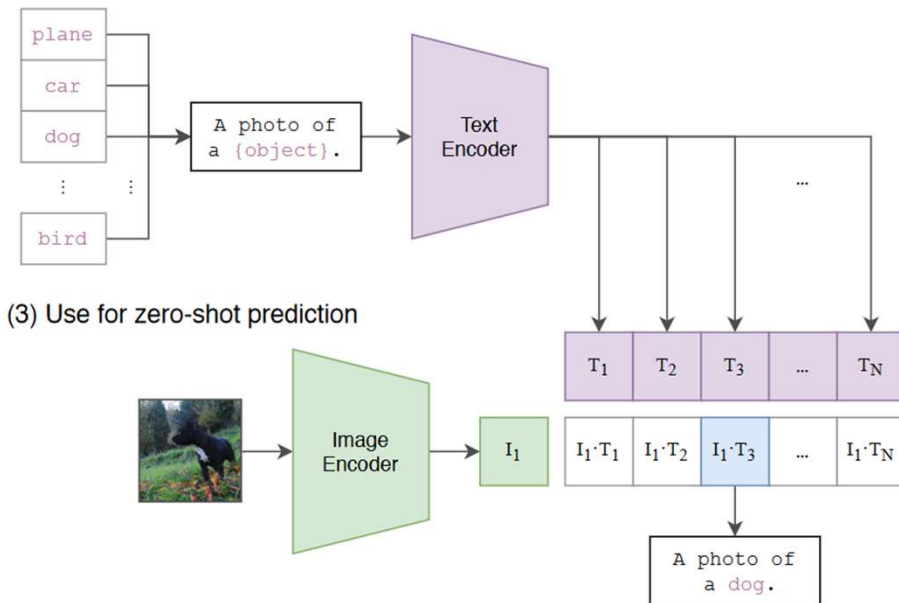 plane
car
dog
⋮ ⋮
bird
A photo of
a {object}.
Text
Encoder
...
(3) Use for zero-shot prediction
T1 T2 T3 ... TN
Image
Encoder
I1
I1·T1 I1·T2 I1·T3 ... I1·TN
A photo of
a dog.